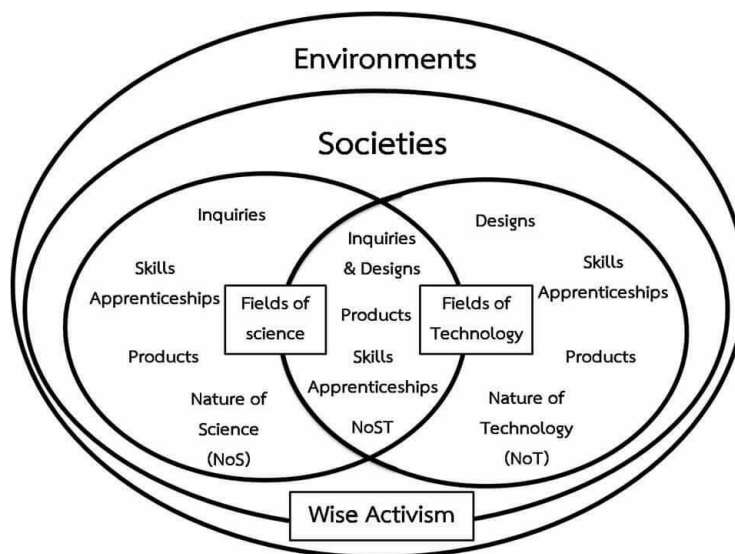 Environments
Societies
Inquiries
Skills
Apprenticeships
Fields of
science
Products
Nature of
Science
(NoS)
Inquiries
& Designs
Products
Skills
Apprenticeships
NoST
Designs
Skills
Apprenticeships
Fields of
Technology
Products
Nature of
Technology
(NoT)
Wise Activism